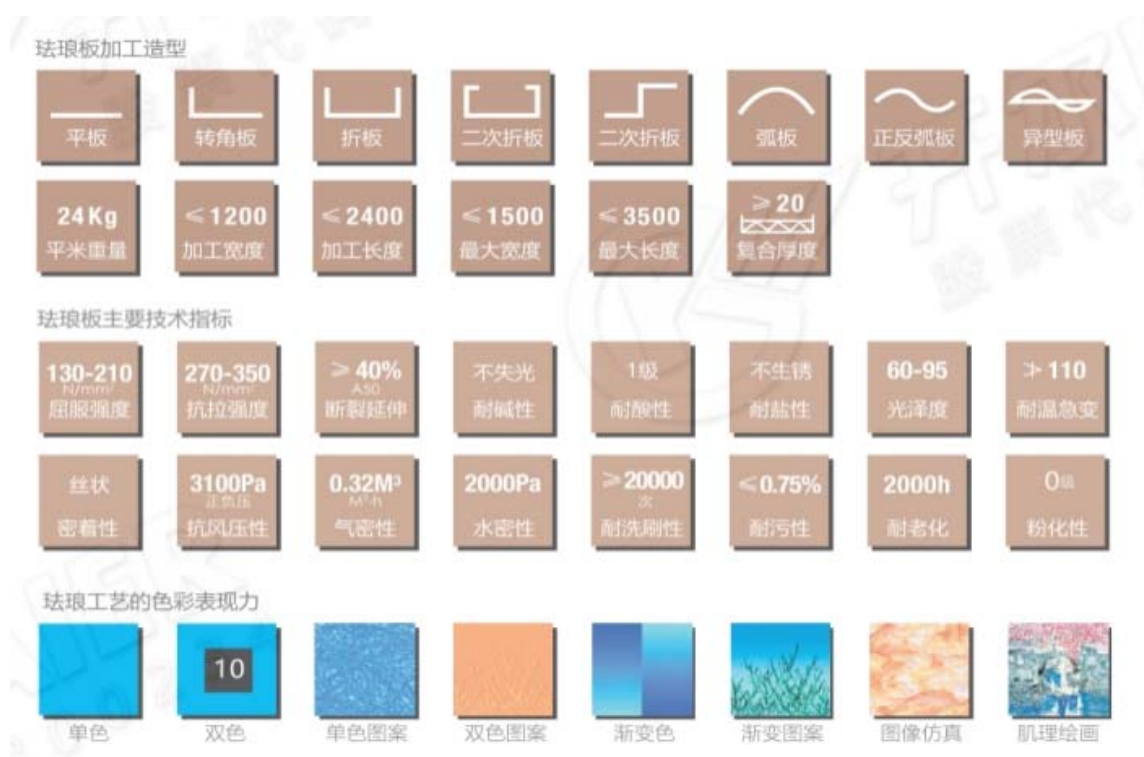 珐琅板加工造型
平板
转角板
折板
二次折板
二次折板
弧板
正反弧板
异型板
24Kg
平米重量
≤1200
加工宽度
≤2400
加工长度
≤1500
最大宽度
≤3500
最大长度
≥20
复合厚度
珐琅板主要技术指标
130-210
N/mm²
屈服强度
270-350
N/mm²
抗拉强度
≥40%
A50
断裂延伸
不失光
耐碱性
1级
耐酸性
不生锈
耐盐性
60-95
光泽度
≯110
耐温急变
丝状
密着性
3100Pa
正负压
抗风压性
0.32M³
M²·h
气密性
2000Pa
水密性
≥20000
次
耐洗刷性
≤0.75%
耐污性
2000h
耐老化
0级
粉化性
珐琅工艺的色彩表现力
10
单色
双色
单色图案
双色图案
渐变色
渐变图案
图像仿真
肌理绘画